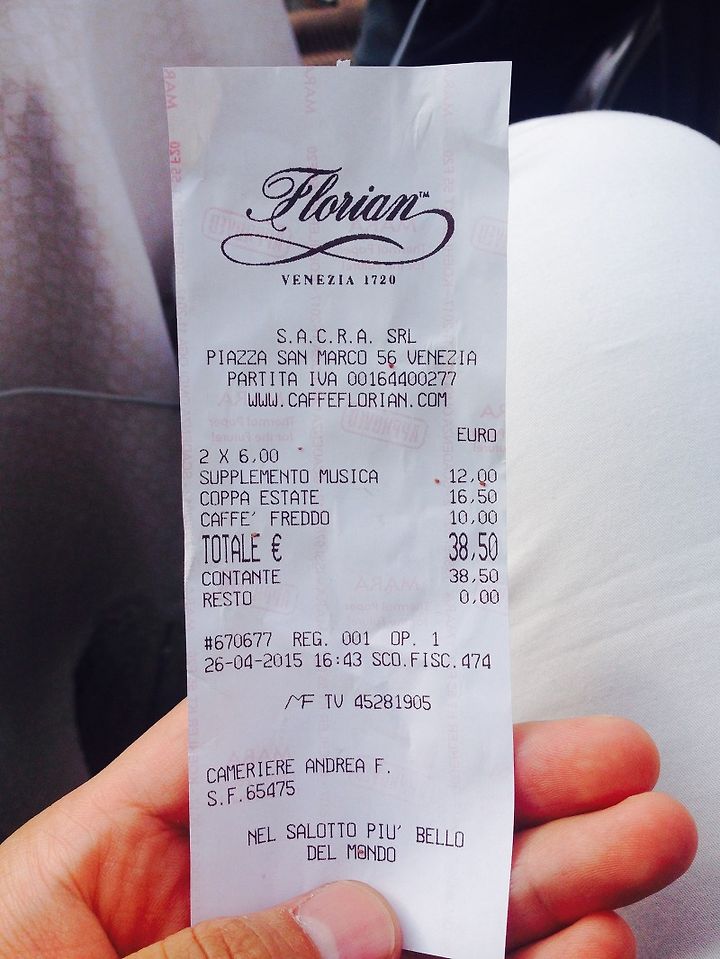 Florian™
VENEZIA 1720
S.A.C.R.A. SRL
PIAZZA SAN MARCO 56 VENEZIA
PARTITA IVA 00164400277
WWW.CAFFEFLORIAN.COM
EURO
2 X 6,00
SUPPLEMENTO MUSICA 12,00
COPPA ESTATE 16,50
CAFFE' FREDDO 10,00
TOTALE € 38,50
CONTANTE 38,50
RESTO 0,00
#670677 REG. 001 OP. 1
26-04-2015 16:43 SCO.FISC.474
MF TV 45281905
CAMERIERE ANDREA F.
S.F.65475
NEL SALOTTO PIU' BELLO
DEL MONDO